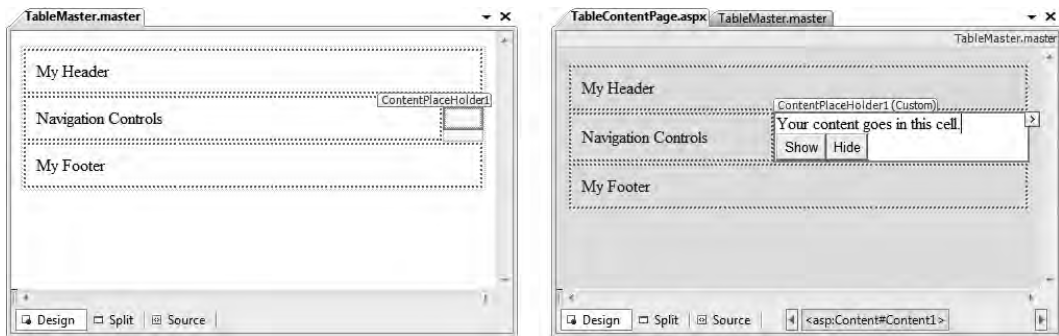 TableMaster.master
My Header
ContentPlaceHolder1
Navigation Controls
My Footer
Design Split Source
TableContentPage.aspx TableMaster.master
TableMaster.master
My Header
ContentPlaceHolder1 (Custom)
Your content goes in this cell.
Navigation Controls
Show Hide
My Footer
Design Split Source <asp:Content#Content1>